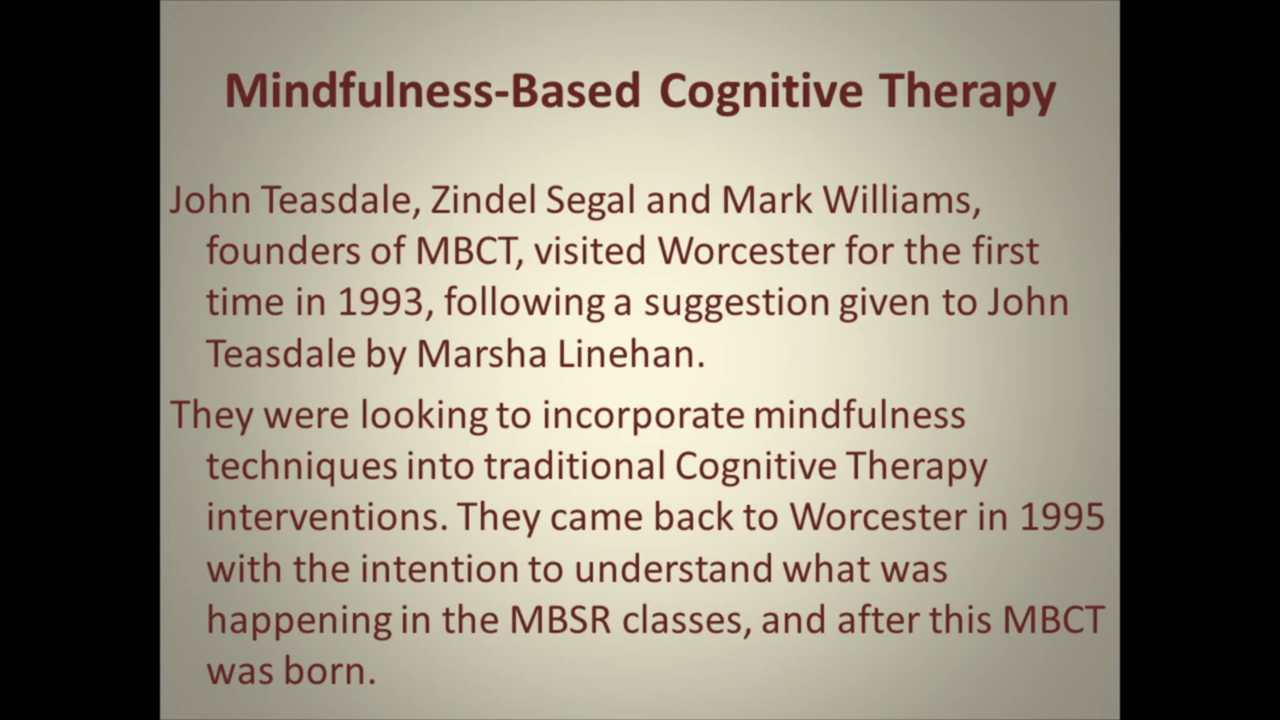 Mindfulness-Based Cognitive Therapy
John Teasdale, Zindel Segal and Mark Williams,
founders of MBCT, visited Worcester for the first
time in 1993, following a suggestion given to John
Teasdale by Marsha Linehan.
They were looking to incorporate mindfulness
techniques into traditional Cognitive Therapy
interventions. They came back to Worcester in 1995
with the intention to understand what was
happening in the MBSR classes, and after this MBCT
was born.